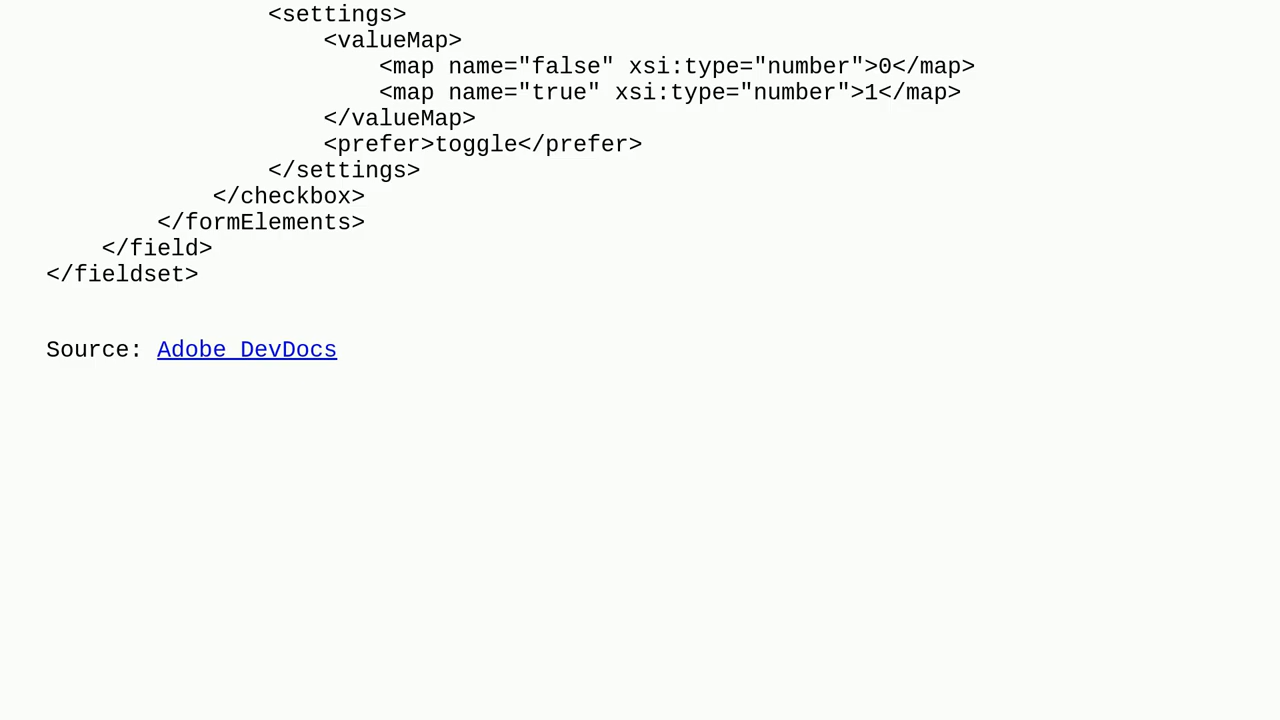 <settings>
<valueMap>
<map name="false" xsi:type="number">0</map>
<map name="true" xsi:type="number">1</map>
</valueMap>
<prefer>toggle</prefer>
</settings>
</checkbox>
</formElements>
</field>
</fieldset>
Source: Adobe DevDocs